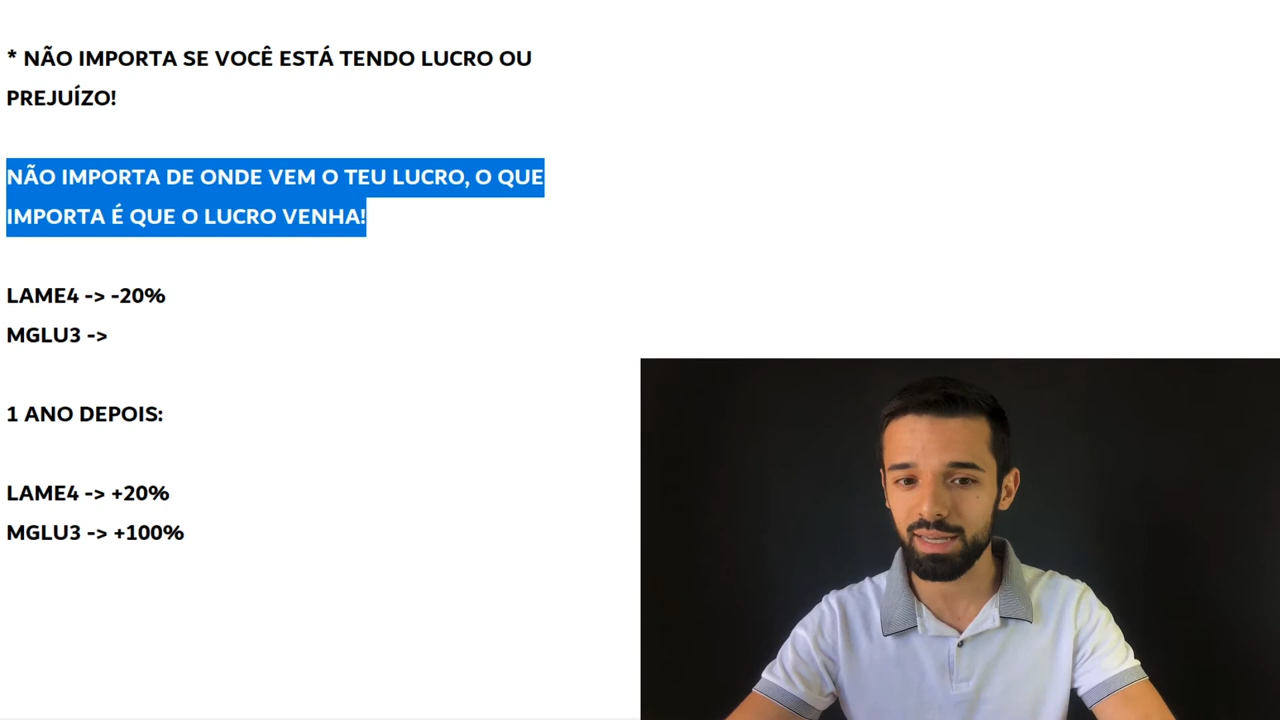 * NÃO IMPORTA SE VOCÊ ESTÁ TENDO LUCRO OU
PREJUÍZO!
NÃO IMPORTA DE ONDE VEM O TEU LUCRO, O QUE
IMPORTA É QUE O LUCRO VENHA!
LAME4 -> -20%
MGLU3 ->
1 ANO DEPOIS:
LAME4 -> +20%
MGLU3 -> +100%